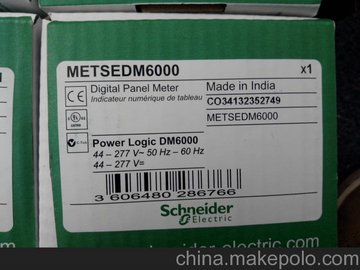 METSEDM6000
x1
Digital Panel Meter
Indicateur numérique de tableau
Made in India
CO34132352749
METSEDM6000
Power Logic DM6000
44 – 277 V~ 50 Hz – 60 Hz
44 – 277 V=
3 606480 286766
Schneider
Electric
china.makepolo.com